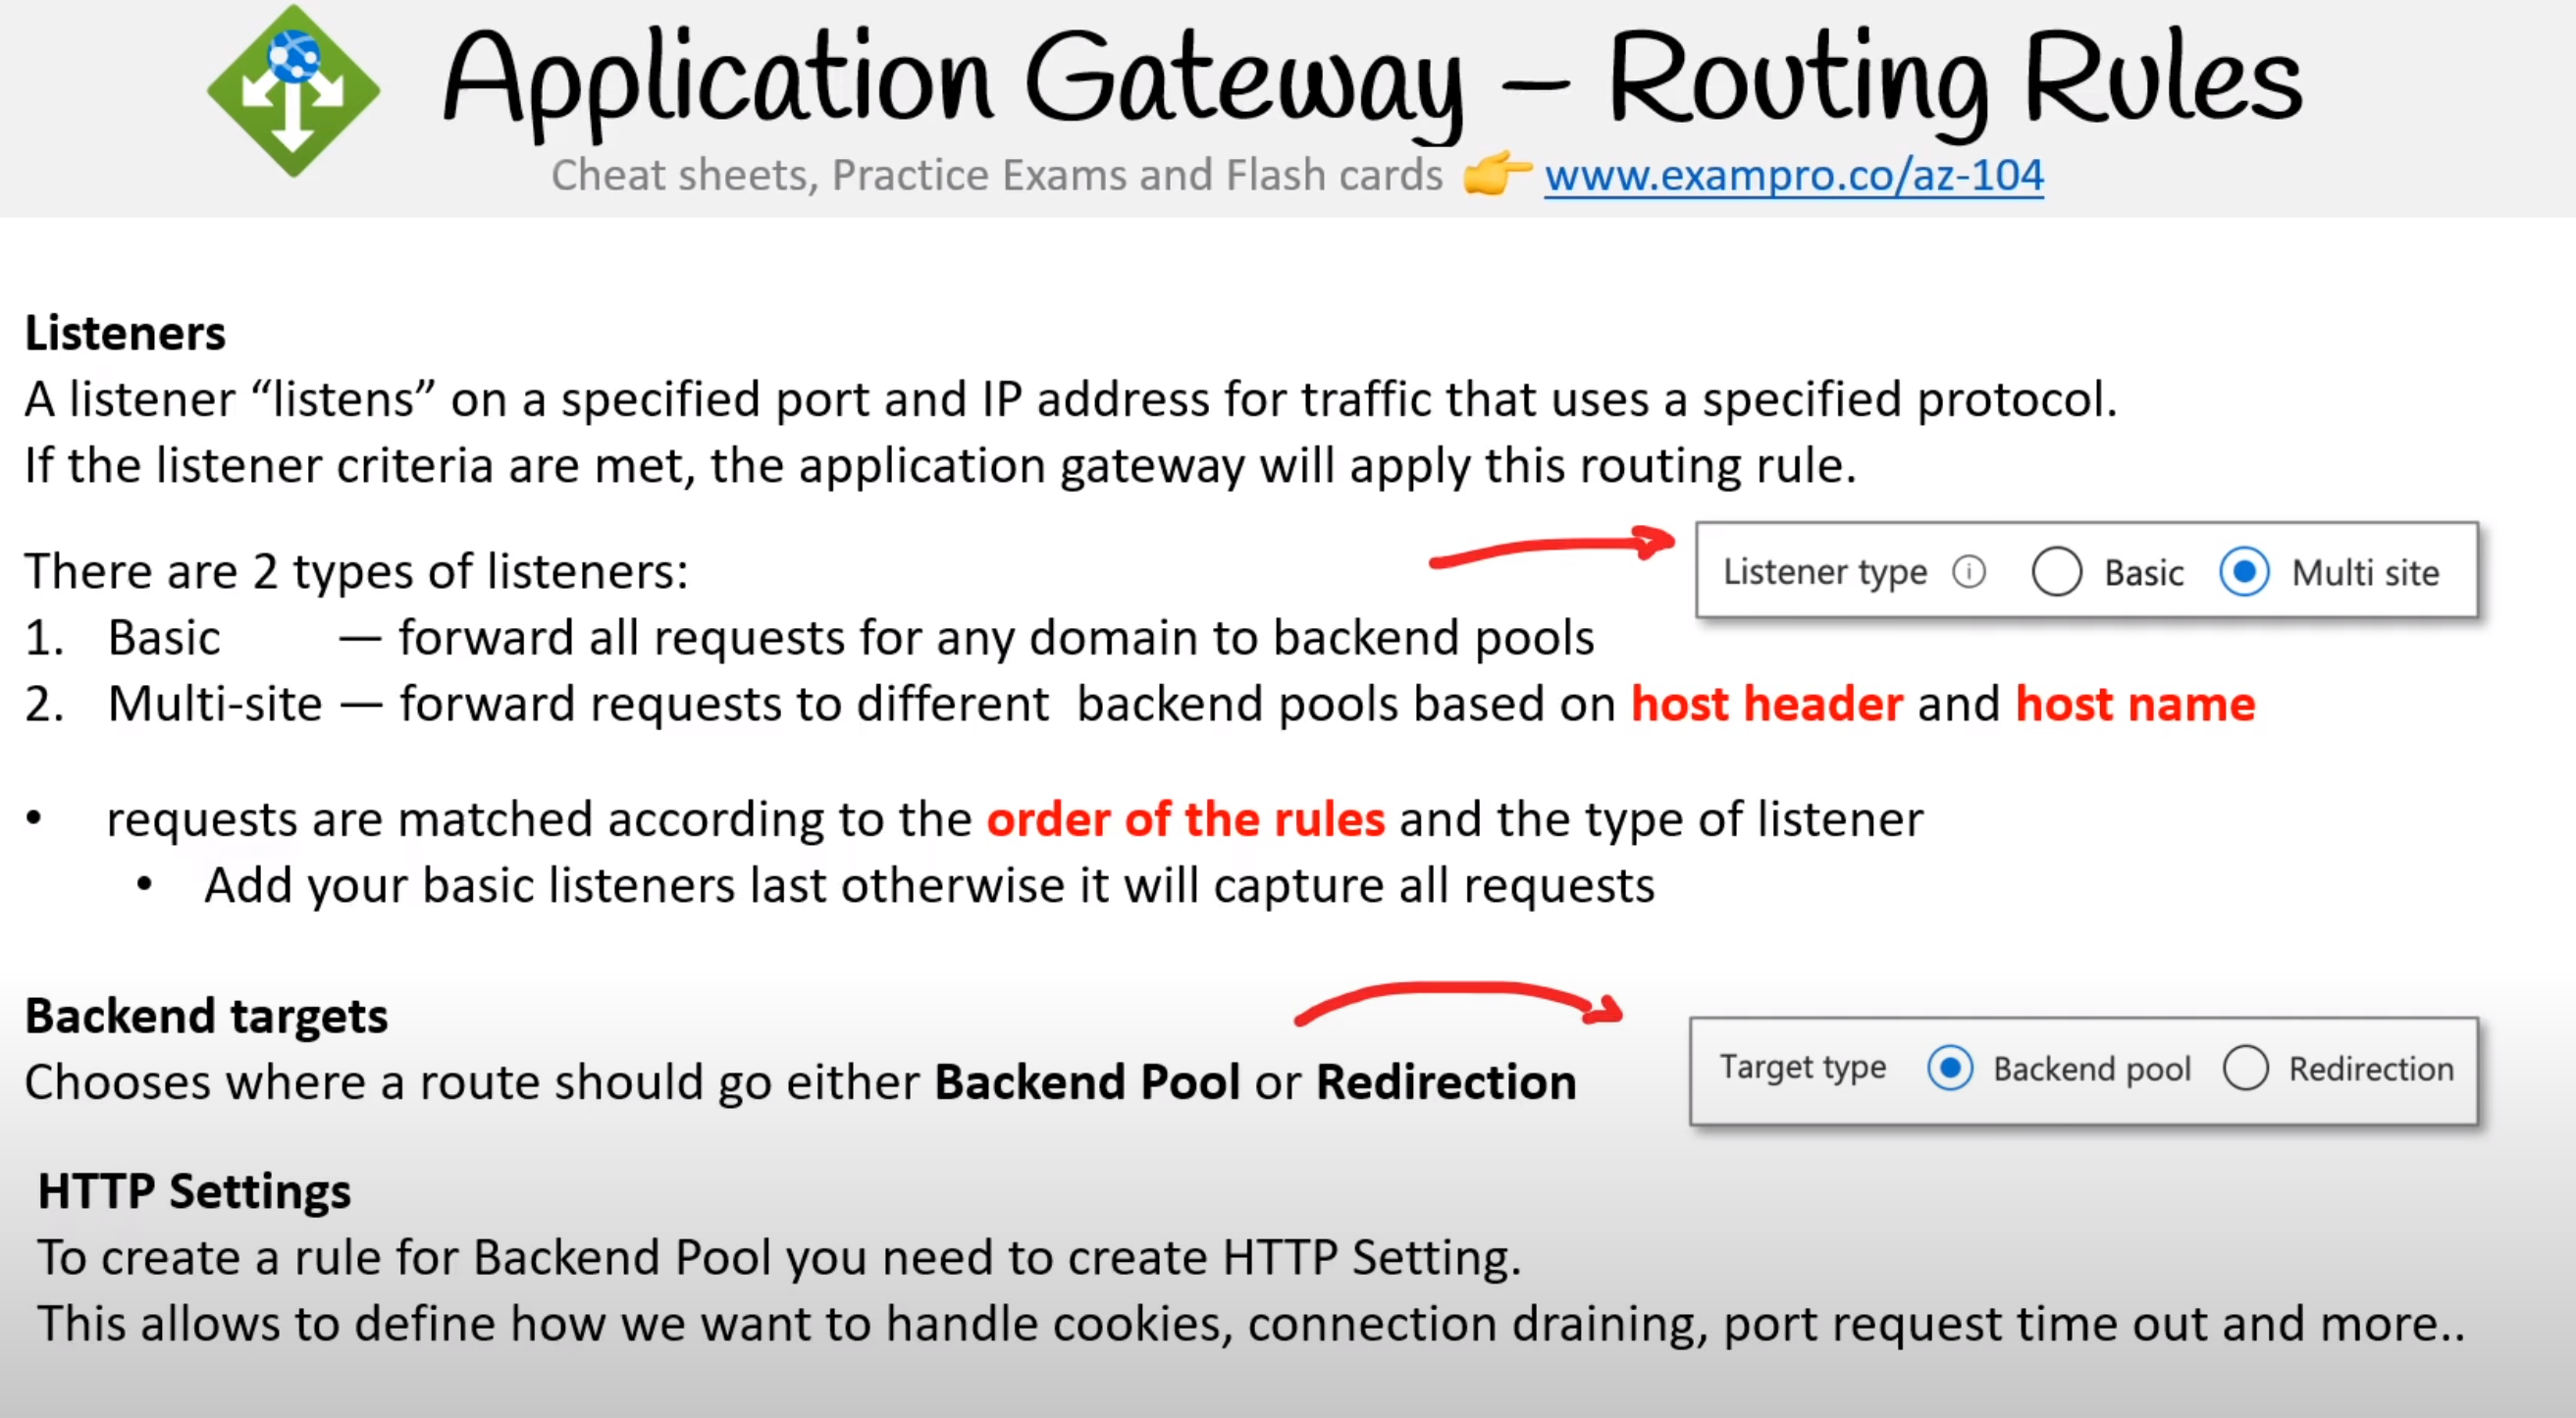 Application Gateway – Routing Rules
Cheat sheets, Practice Exams and Flash cards 👉 www.exampro.co/az-104
Listeners
A listener “listens” on a specified port and IP address for traffic that uses a specified protocol.
If the listener criteria are met, the application gateway will apply this routing rule.
There are 2 types of listeners:
Listener type Basic Multi site
1. Basic — forward all requests for any domain to backend pools
2. Multi-site — forward requests to different backend pools based on host header and host name
• requests are matched according to the order of the rules and the type of listener
• Add your basic listeners last otherwise it will capture all requests
Backend targets
Chooses where a route should go either Backend Pool or Redirection
Target type Backend pool Redirection
HTTP Settings
To create a rule for Backend Pool you need to create HTTP Setting.
This allows to define how we want to handle cookies, connection draining, port request time out and more..